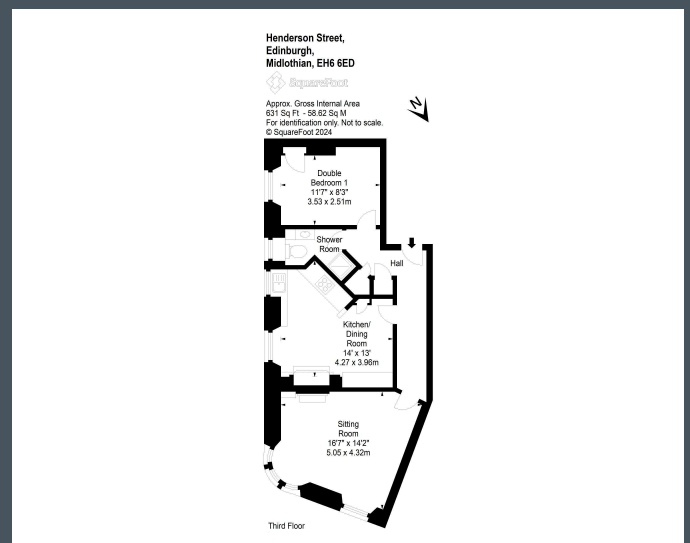 Henderson Street,
Edinburgh,
Midlothian, EH6 6ED
SquareFoot
Approx. Gross Internal Area
631 Sq Ft - 58.62 Sq M
For identification only. Not to scale.
© SquareFoot 2024
N
Double
Bedroom 1
11'7" x 8'3"
3.53 x 2.51m
Shower
Room
Hall
Kitchen/
Dining
Room
14' x 13'
4.27 x 3.96m
Sitting
Room
16'7" x 14'2"
5.05 x 4.32m
Third Floor